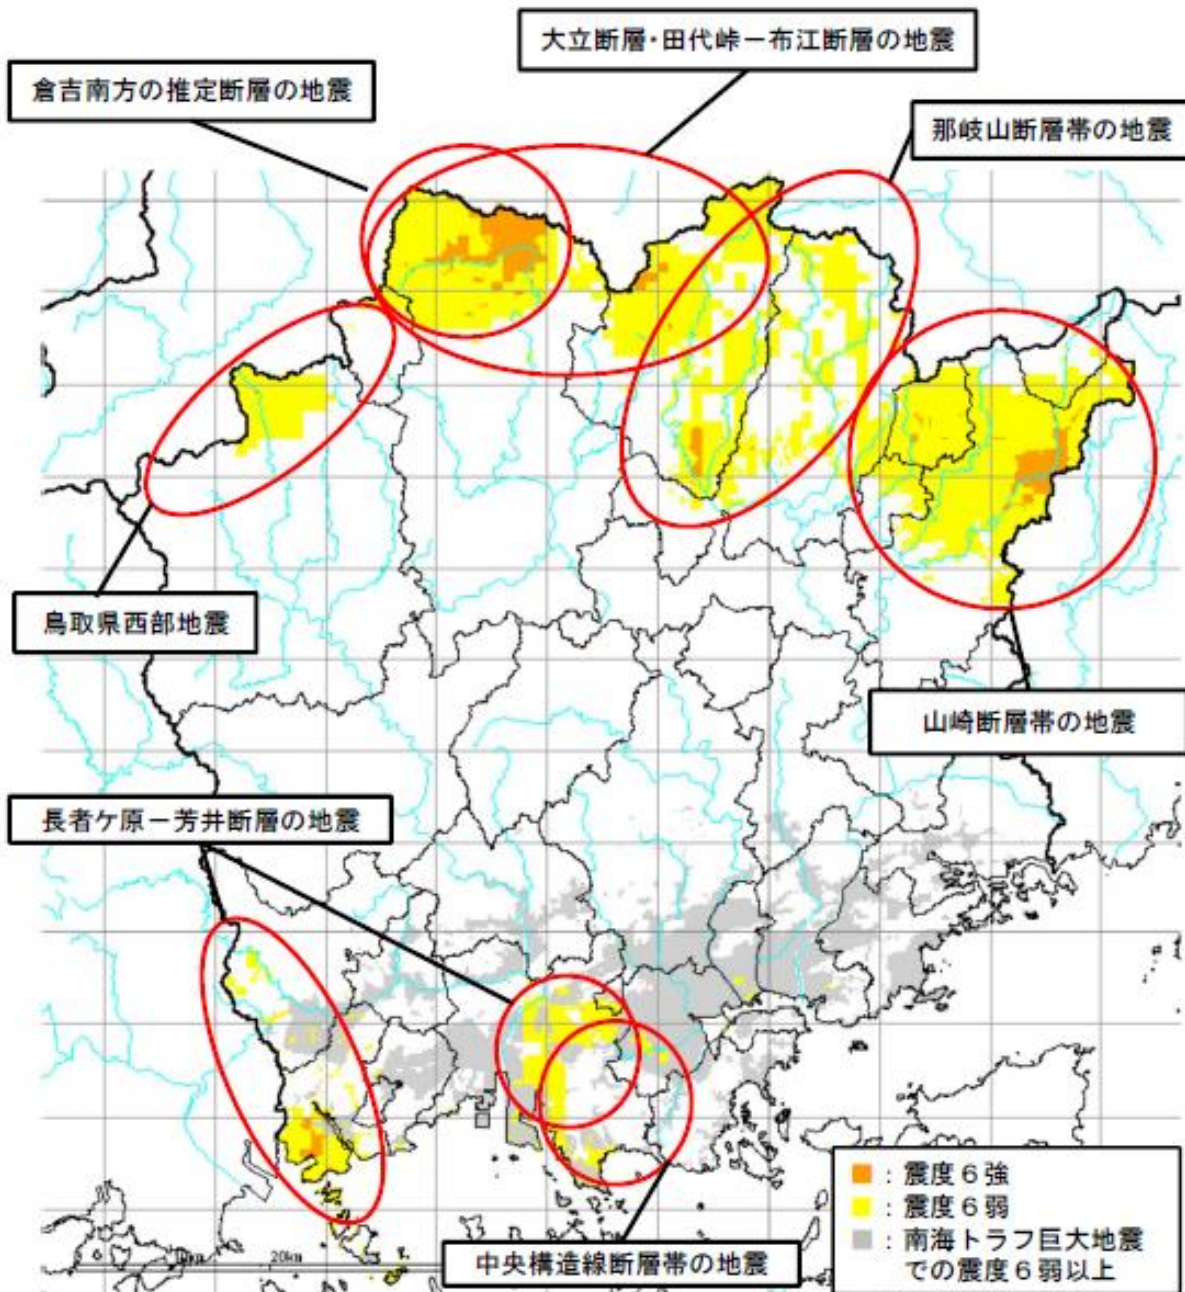 大立断層・田代峠－布江断層の地震
倉吉南方の推定断層の地震
那岐山断層帯の地震
鳥取県西部地震
山崎断層帯の地震
長者ケ原－芳井断層の地震
中央構造線断層帯の地震
：震度６強
：震度６弱
：南海トラフ巨大地震
での震度６弱以上
20km